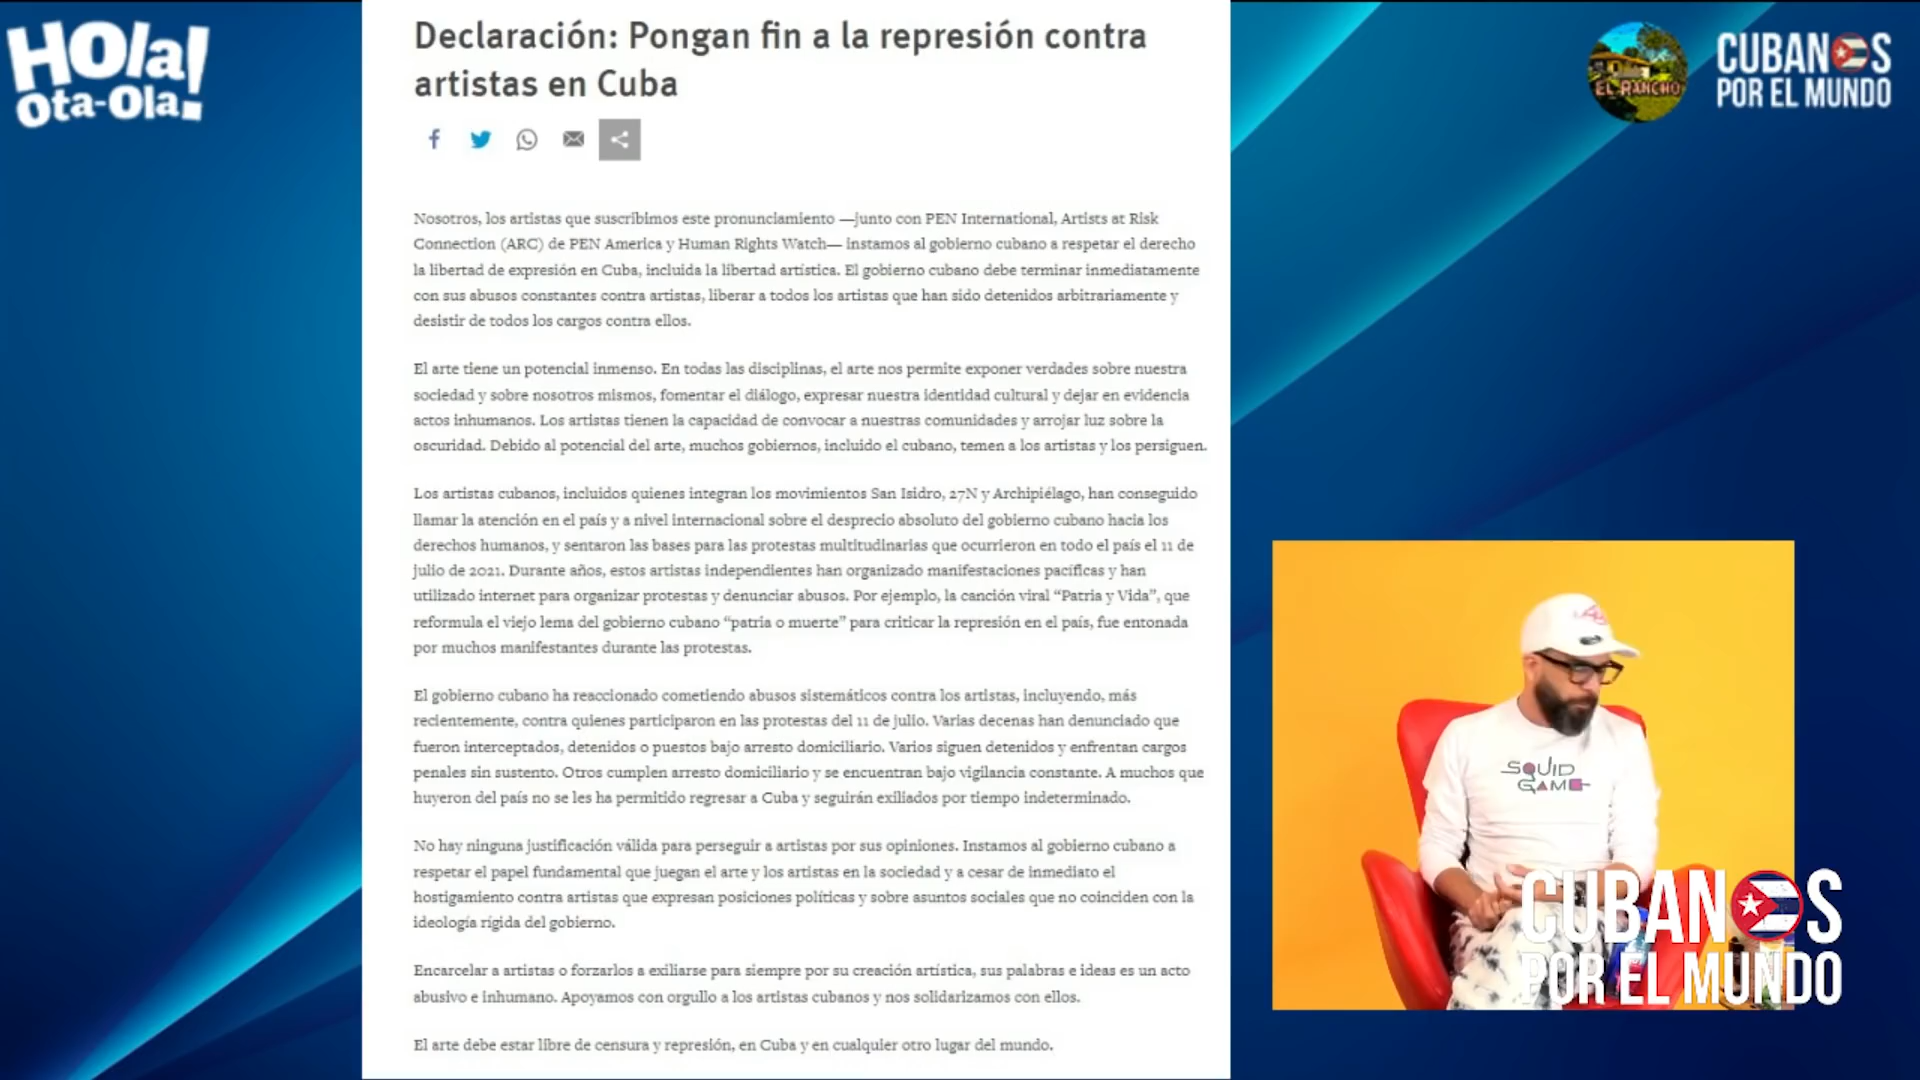 HOla!
Ota-Ola!
Declaración: Pongan fin a la represión contra
artistas en Cuba
Nosotros, los artistas que suscribimos este pronunciamiento —junto con PEN International, Artists at Risk
Connection (ARC) de PEN America y Human Rights Watch— instamos al gobierno cubano a respetar el derecho
la libertad de expresión en Cuba, incluida la libertad artística. El gobierno cubano debe terminar inmediatamente
con sus abusos constantes contra artistas, liberar a todos los artistas que han sido detenidos arbitrariamente y
desistir de todos los cargos contra ellos.
El arte tiene un potencial inmenso. En todas las disciplinas, el arte nos permite exponer verdades sobre nuestra
sociedad y sobre nosotros mismos, fomentar el diálogo, expresar nuestra identidad cultural y dejar en evidencia
actos inhumanos. Los artistas tienen la capacidad de convocar a nuestras comunidades y arrojar luz sobre la
oscuridad. Debido al potencial del arte, muchos gobiernos, incluido el cubano, temen a los artistas y los persiguen.
Los artistas cubanos, incluidos quienes integran los movimientos San Isidro, 27N y Archipiélago, han conseguido
llamar la atención en el país y a nivel internacional sobre el desprecio absoluto del gobierno cubano hacia los
derechos humanos, y sentaron las bases para las protestas multitudinarias que ocurrieron en todo el país el 11 de
julio de 2021. Durante años, estos artistas independientes han organizado manifestaciones pacíficas y han
utilizado internet para organizar protestas y denunciar abusos. Por ejemplo, la canción viral “Patria y Vida”, que
reformula el viejo lema del gobierno cubano “patria o muerte” para criticar la represión en el país, fue entonada
por muchos manifestantes durante las protestas.
El gobierno cubano ha reaccionado cometiendo abusos sistemáticos contra los artistas, incluyendo, más
recientemente, contra quienes participaron en las protestas del 11 de julio. Varias decenas han denunciado que
fueron interceptados, detenidos o puestos bajo arresto domiciliario. Varios siguen detenidos y enfrentan cargos
penales sin sustento. Otros cumplen arresto domiciliario y se encuentran bajo vigilancia constante. A muchos que
huyeron del país no se les ha permitido regresar a Cuba y seguirán exiliados por tiempo indeterminado.
No hay ninguna justificación válida para perseguir a artistas por sus opiniones. Instamos al gobierno cubano a
respetar el papel fundamental que juegan el arte y los artistas en la sociedad y a cesar de inmediato el
hostigamiento contra artistas que expresan posiciones políticas y sobre asuntos sociales que no coinciden con la
ideología rígida del gobierno.
Encarcelar a artistas o forzarlos a exiliarse para siempre por su creación artística, sus palabras e ideas es un acto
abusivo e inhumano. Apoyamos con orgullo a los artistas cubanos y nos solidarizamos con ellos.
El arte debe estar libre de censura y represión, en Cuba y en cualquier otro lugar del mundo.
EL RANCHO
CUBANOS
POR EL MUNDO
SQUID
GAME
CUBANOS
POR EL MUNDO